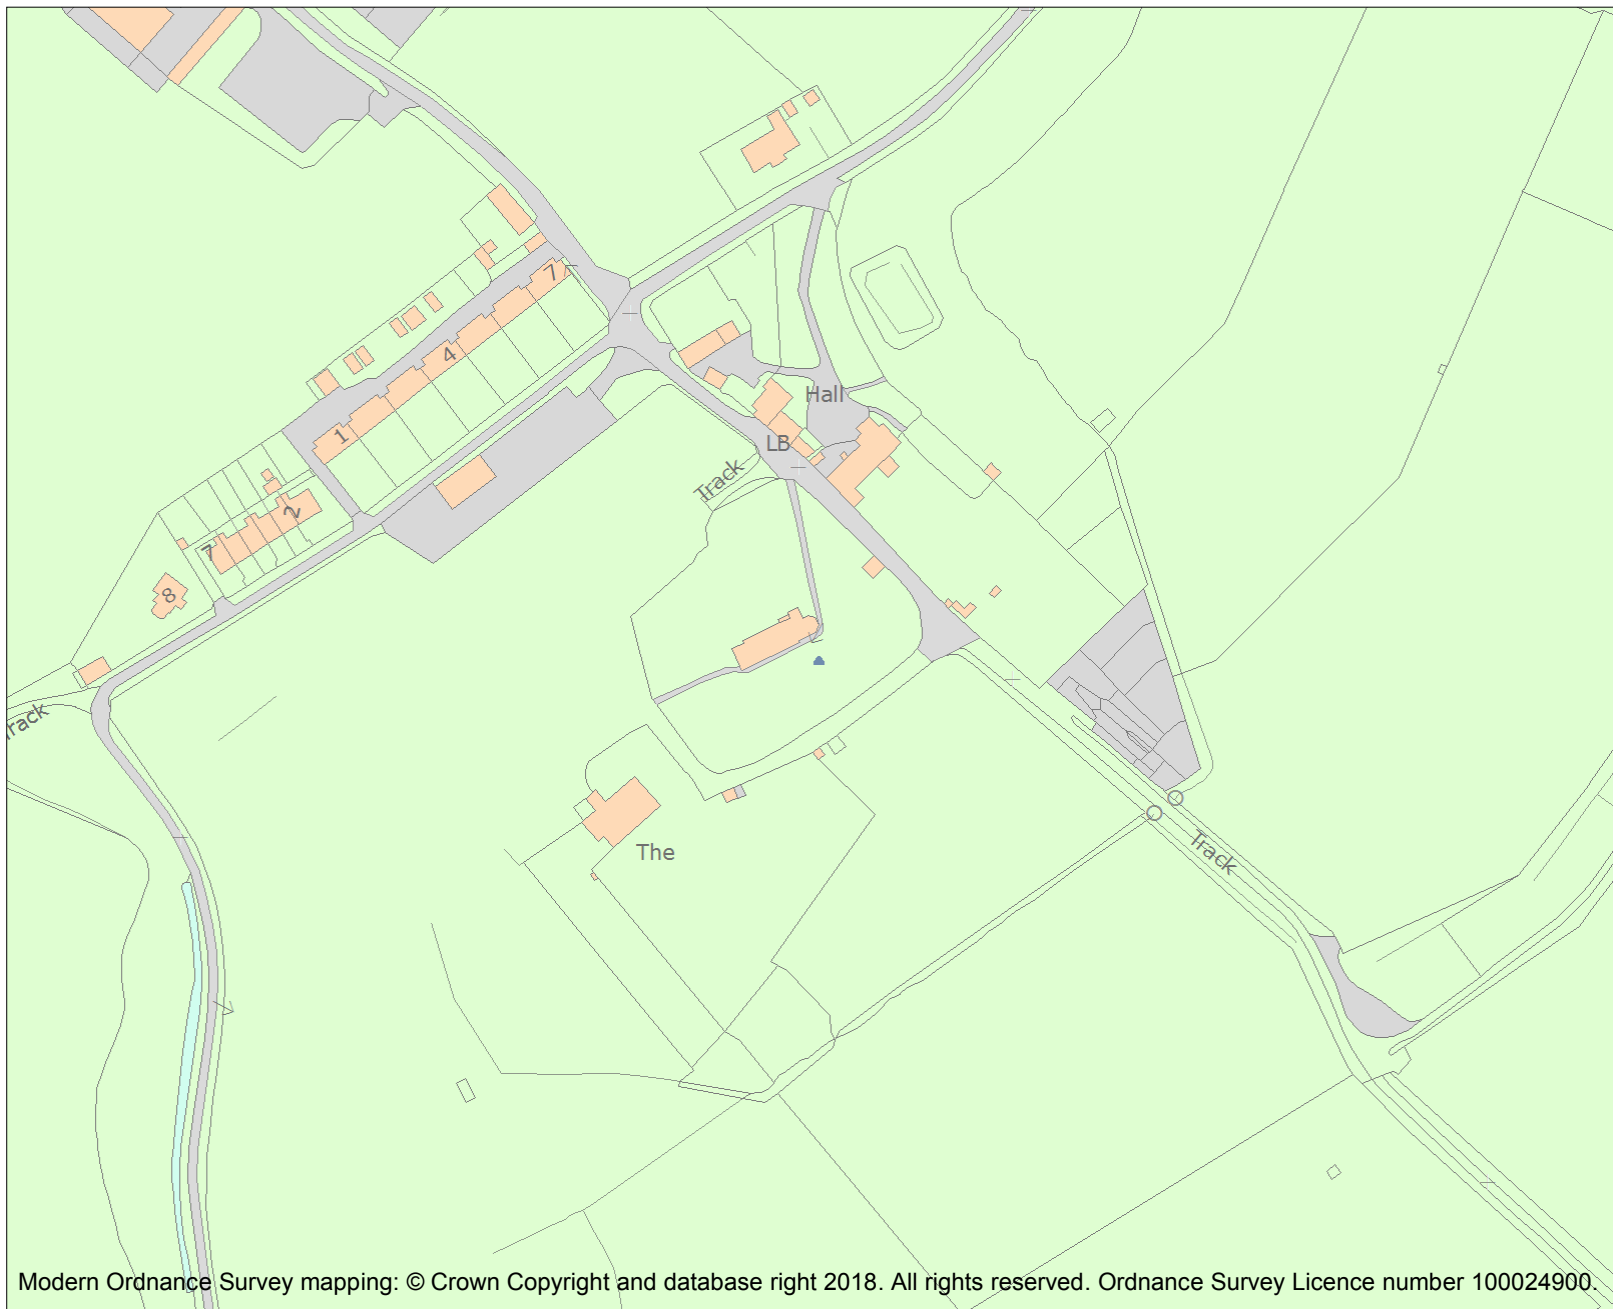 7
4
Hall
1
LB
Track
2
7
8
Track
The
Track
Modern Ordnance Survey mapping: © Crown Copyright and database right 2018. All rights reserved. Ordnance Survey Licence number 100024900.